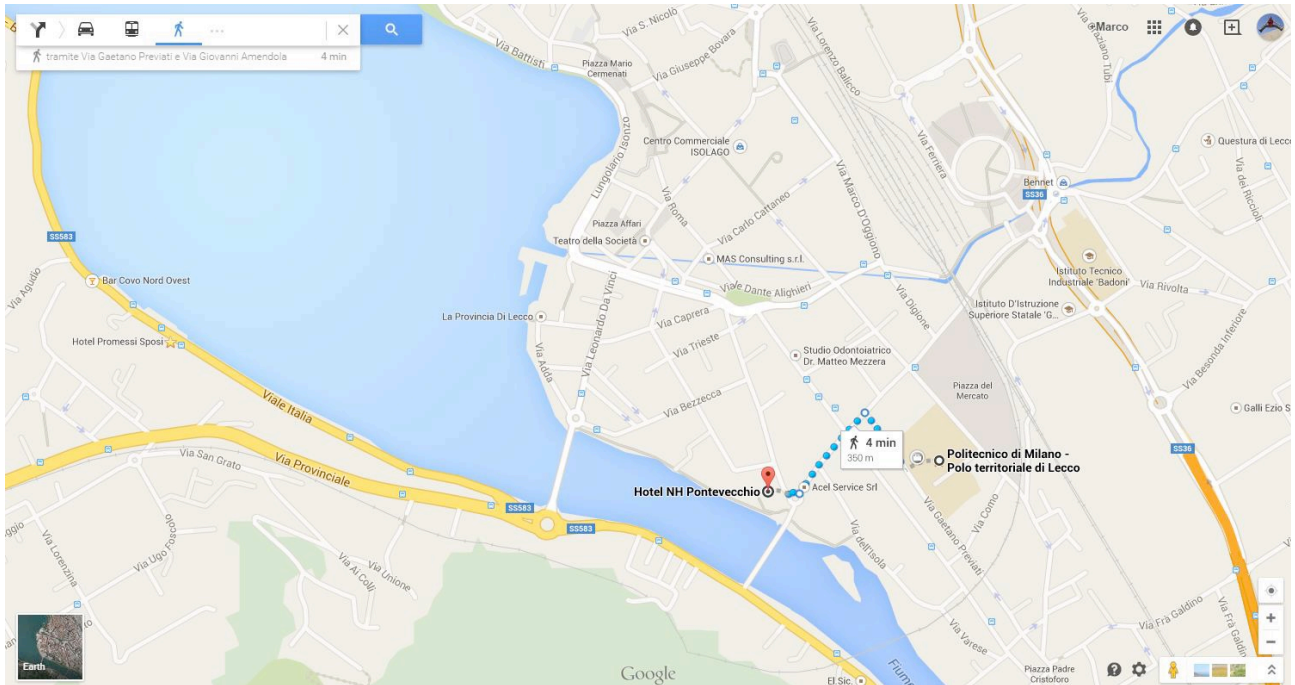 Marco
tramite Via Gaetano Previati e Via Giovanni Amendola 4 min
Via Battisti
Via S. Nicolò
Piazza Mario
Cermenati
Via Giuseppe Bovara
Via Lorenzo Balicco
Via Graziano Tubi
Lungolario Isonzo
Centro Commerciale
ISOLAGO
Via Ferriera
Questura di Lecco
Via dei Riccioli
Bennet
SS36
Via Roma
Via Carlo Cattaneo
Via Marco D'Oggiono
Piazza Affari
Teatro della Società
SS583
MAS Consulting s.r.l.
Istituto Tecnico
Industriale 'Badoni'
Via Agudio
Bar Covo Nord Ovest
Viale Dante Alighieri
Via Rivolta
Via Leonardo Da Vinci
Via Digione
Istituto D'Istruzione
Superiore Statale 'G...
La Provincia Di Lecco
Via Caprera
Via Besonda Inferiore
Hotel Promessi Sposi
Via Adda
Via Trieste
Studio Odontoiatrico
Dr. Matteo Mezzera
Piazza del
Mercato
Viale Italia
Via Bezzecca
Galli Ezio S
4 min
350 m
SS36
Via San Grato
Via Provinciale
Politecnico di Milano -
Polo territoriale di Lecco
Hotel NH Pontevecchio
Acel Service Srl
SS583
SS583
Via Ugo Foscolo
Via Lorenzina
Via Ai Colli
Via Unione
Via dell'Isola
Via Gaetano Previati
Via Como
Via Varese
Via Frà Galdino
Via Frà Galdino
Earth
Google
El Sic.
Fiume
Piazza Padre
Cristoforo